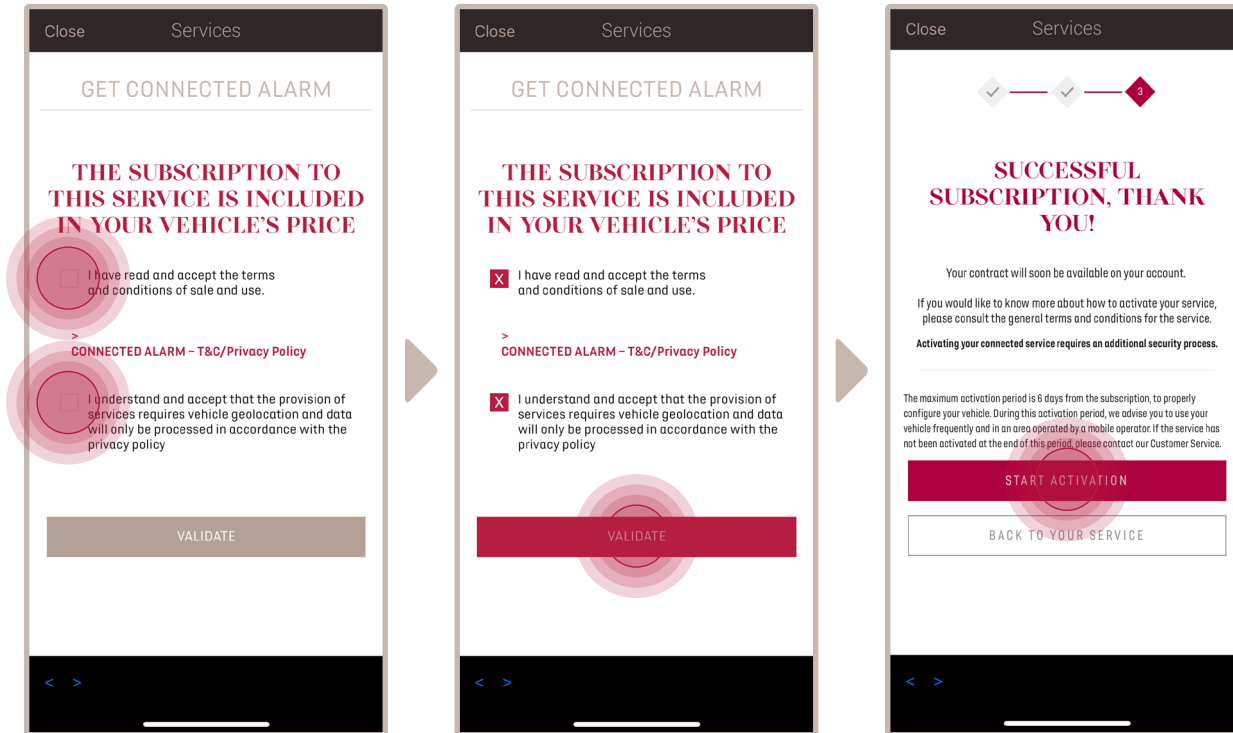 Close Services
GET CONNECTED ALARM
THE SUBSCRIPTION TO
THIS SERVICE IS INCLUDED
IN YOUR VEHICLE'S PRICE
I have read and accept the terms
and conditions of sale and use.
>
CONNECTED ALARM – T&C/Privacy Policy
I understand and accept that the provision of
services requires vehicle geolocation and data
will only be processed in accordance with the
privacy policy
VALIDATE
< >
Close Services
GET CONNECTED ALARM
THE SUBSCRIPTION TO
THIS SERVICE IS INCLUDED
IN YOUR VEHICLE'S PRICE
X I have read and accept the terms
and conditions of sale and use.
>
CONNECTED ALARM – T&C/Privacy Policy
X I understand and accept that the provision of
services requires vehicle geolocation and data
will only be processed in accordance with the
privacy policy
VALIDATE
< >
Close Services
3
SUCCESSFUL
SUBSCRIPTION, THANK
YOU!
Your contract will soon be available on your account.
If you would like to know more about how to activate your service,
please consult the general terms and conditions for the service.
Activating your connected service requires an additional security process.
The maximum activation period is 6 days from the subscription, to properly
configure your vehicle. During this activation period, we advise you to use your
vehicle frequently and in an area operated by a mobile operator. If the service has
not been activated at the end of this period, please contact our Customer Service.
START ACTIVATION
BACK TO YOUR SERVICE
< >